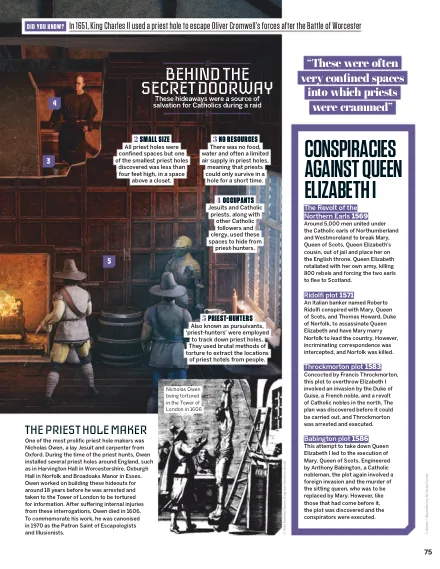 DID YOU KNOW? In 1651, King Charles II used a priest hole to escape Oliver Cromwell's forces after the Battle of Worcester
BEHIND THE
SECRET DOORWAY
These hideaways were a source of
salvation for Catholics during a raid
4
3
5
2 SMALL SIZE
All priest holes were
confined spaces but one
of the smallest priest holes
discovered was less than
four feet high, in a space
above a closet.
3 NO RESOURCES
There was no food,
water and often a limited
air supply in priest holes,
meaning that priests
could only survive in a
hole for a short time.
4 OCCUPANTS
Jesuits and Catholic
priests, along with
other Catholic
followers and
clergy, used these
spaces to hide from
priest-hunters.
5 PRIEST-HUNTERS
Also known as pursuivants,
'priest-hunters' were employed
to track down priest holes.
They used brutal methods of
torture to extract the locations
of priest holes from people.
Nicholas Owen
being tortured
in the Tower of
London in 1606
THE PRIEST HOLE MAKER
One of the most prolific priest hole makers was
Nicholas Owen, a lay Jesuit and carpenter from
Oxford. During the time of the priest hunts, Owen
installed several priest holes around England, such
as in Harvington Hall in Worcestershire, Oxburgh
Hall in Norfolk and Broadoaks Manor in Essex.
Owen worked on building these hideouts for
around 18 years before he was arrested and
taken to the Tower of London to be tortured
for information. After suffering internal injuries
from these interrogations, Owen died in 1606.
To commemorate his work, he was canonised
in 1970 as the Patron Saint of Escapologists
and Illusionists.
"These were often
very confined spaces
into which priests
were crammed"
CONSPIRACIES
AGAINST QUEEN
ELIZABETH I
The Revolt of the
Northern Earls 1569
Around 5,000 men united under
the Catholic earls of Northumberland
and Westmoreland to break Mary,
Queen of Scots, Queen Elizabeth's
cousin, out of jail and place her on
the English throne. Queen Elizabeth
retaliated with her own army, killing
800 rebels and forcing the two earls
to flee to Scotland.
Ridolfi plot 1571
An Italian banker named Roberto
Ridolfi conspired with Mary, Queen
of Scots, and Thomas Howard, Duke
of Norfolk, to assassinate Queen
Elizabeth and have Mary marry
Norfolk to lead the country. However,
incriminating correspondence was
intercepted, and Norfolk was killed.
Throckmorton plot 1583
Concocted by Francis Throckmorton,
this plot to overthrow Elizabeth I
involved an invasion by the Duke of
Guise, a French noble, and a revolt
of Catholic nobles in the north. The
plan was discovered before it could
be carried out, and Throckmorton
was arrested and executed.
Babington plot 1586
This attempt to take down Queen
Elizabeth I led to the execution of
Mary, Queen of Scots. Engineered
by Anthony Babington, a Catholic
nobleman, the plot again involved a
foreign invasion and the murder of
the sitting queen, who was to be
replaced by Mary. However, like
those that had come before it,
the plot was discovered and the
conspirators were executed.
75